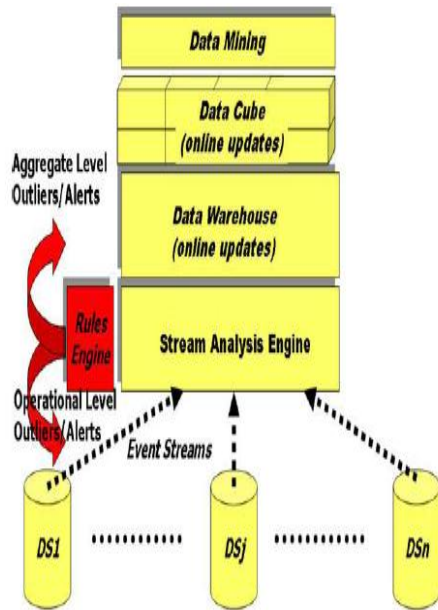 Data Mining
Data Cube
(online updates)
Aggregate Level
Outliers/Alerts
Data Warehouse
(online updates)
Rules
Engine
Stream Analysis Engine
Operational Level
Outliers/Alerts
Event Streams
DS1
DSj
DSn